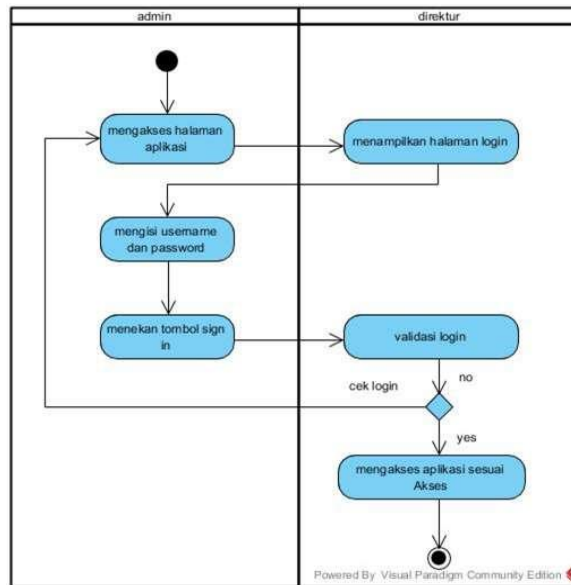 admin
direktur
mengakses halaman
aplikasi
menampilkan halaman login
mengisi username
dan password
menekan tombol sign
in
validasi login
no
cek login
yes
mengakses aplikasi sesuai
Akses
Powered By Visual Paradigm Community Edition